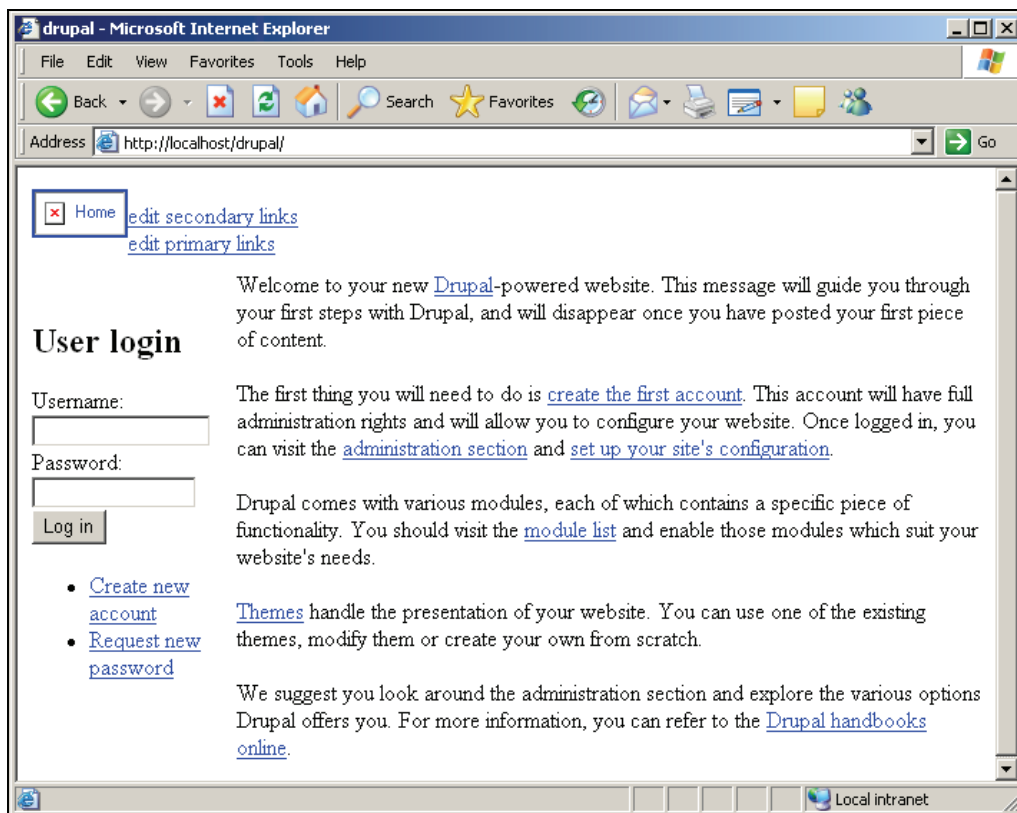 drupal - Microsoft Internet Explorer
File Edit View Favorites Tools Help
Back Search Favorites
Address http://localhost/drupal/ Go
Home edit secondary links
edit primary links
User login
Username:
Password:
Log in
Create new
account
Request new
password
Welcome to your new Drupal-powered website. This message will guide you through
your first steps with Drupal, and will disappear once you have posted your first piece
of content.
The first thing you will need to do is create the first account. This account will have full
administration rights and will allow you to configure your website. Once logged in, you
can visit the administration section and set up your site's configuration.
Drupal comes with various modules, each of which contains a specific piece of
functionality. You should visit the module list and enable those modules which suit your
website's needs.
Themes handle the presentation of your website. You can use one of the existing
themes, modify them or create your own from scratch.
We suggest you look around the administration section and explore the various options
Drupal offers you. For more information, you can refer to the Drupal handbooks
online.
Local intranet